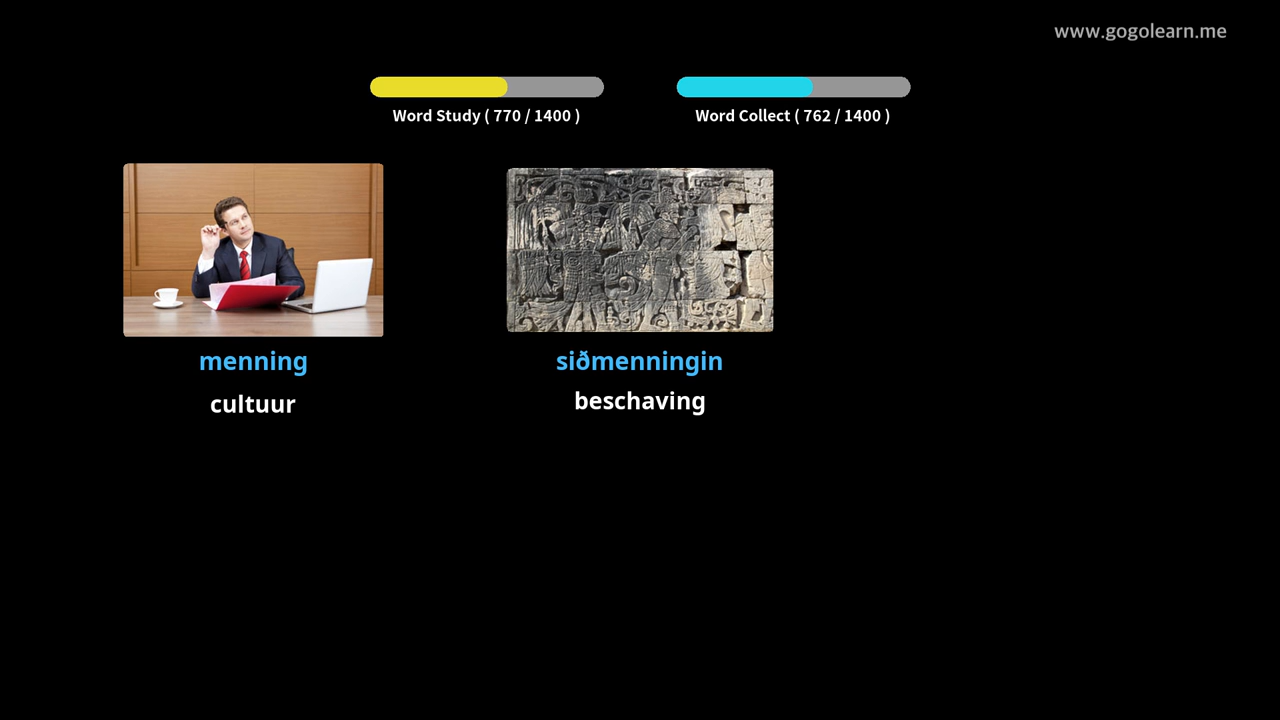 www.gogolearn.me
Word Study ( 770 / 1400 )
Word Collect ( 762 / 1400 )
menning
cultuur
siðmenningin
beschaving